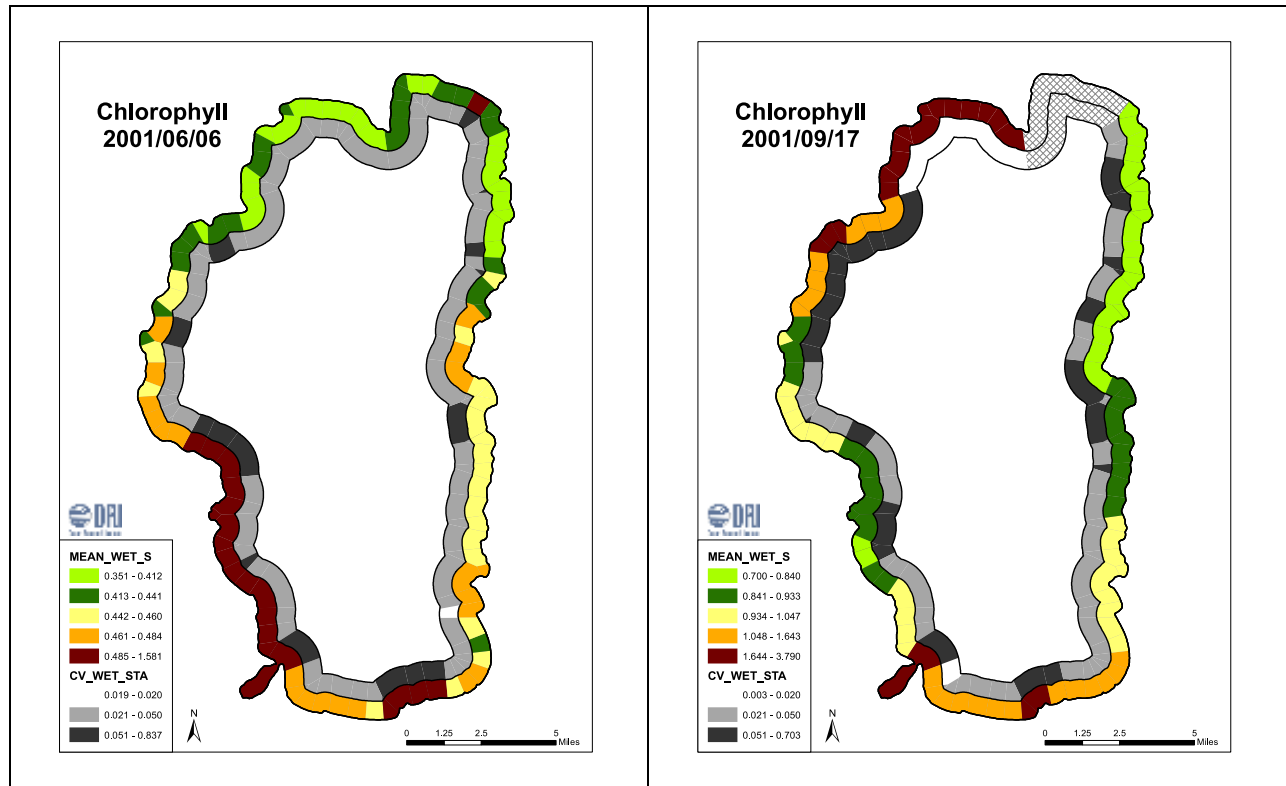 Chlorophyll
2001/06/06
DRI
MEAN_WET_S
0.351 - 0.412
0.413 - 0.441
0.442 - 0.460
0.461 - 0.484
0.485 - 1.581
CV_WET_STA
0.019 - 0.020
0.021 - 0.050
0.051 - 0.837
N
0 1.25 2.5 5
Miles
Chlorophyll
2001/09/17
DRI
MEAN_WET_S
0.700 - 0.840
0.841 - 0.933
0.934 - 1.047
1.048 - 1.643
1.644 - 3.790
CV_WET_STA
0.003 - 0.020
0.021 - 0.050
0.051 - 0.703
N
0 1.25 2.5 5
Miles